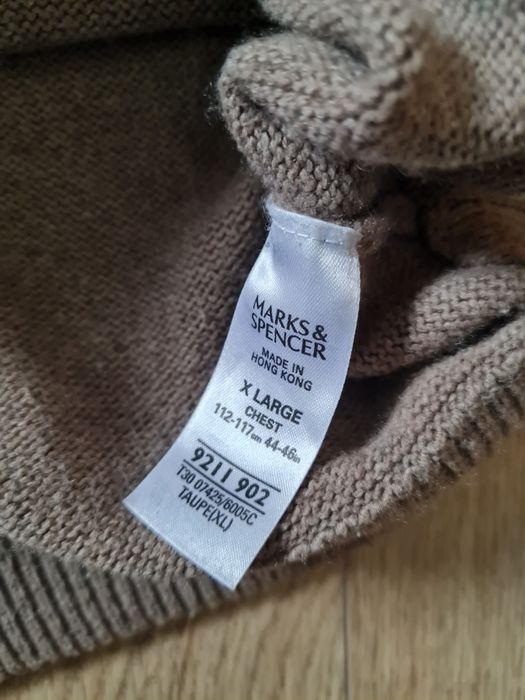 MARKS &
SPENCER
MADE IN
HONG KONG
X LARGE
CHEST
112-117cm 44-46in
9211 902
T30 07425/6005C
TAUPE(XL)